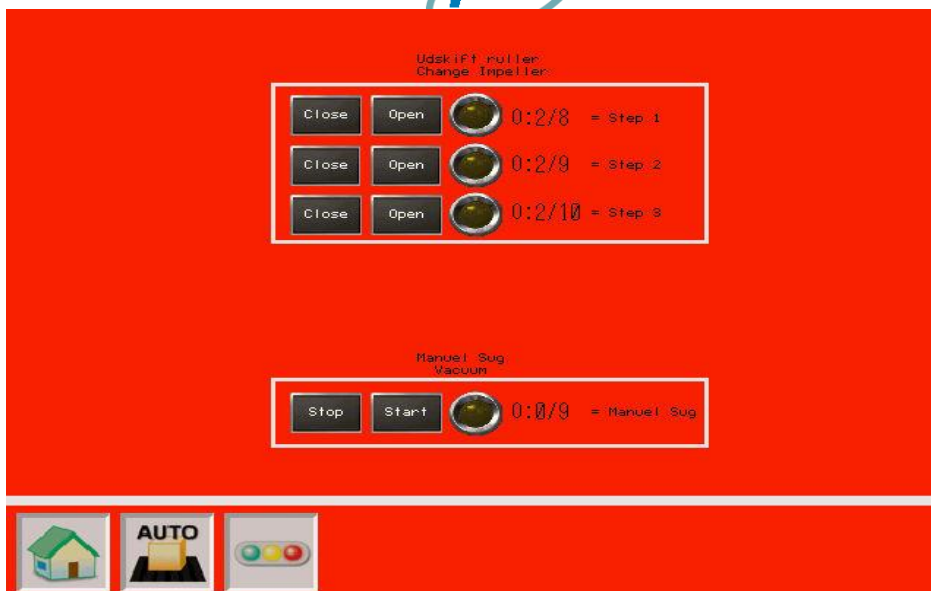 Udskift ruller
Change Impeller
Close Open 0:2/8 = Step 1
Close Open 0:2/9 = Step 2
Close Open 0:2/10 = Step 3
Manuel Sug
Vacuum
Stop Start 0:0/9 = Manuel Sug
AUTO